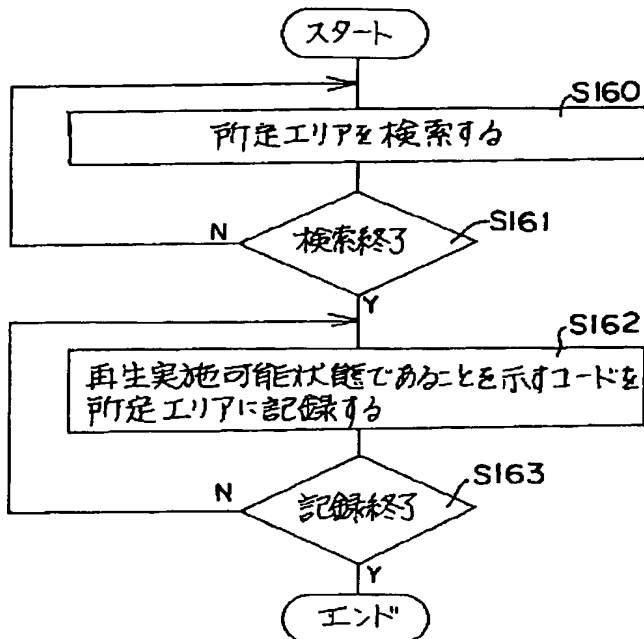 スタート
S160
所定エリアを検索する
N
検索終了
S161
Y
S162
再生実施可能状態であることを示すコードを
所定エリアに記録する
N
記録終了
S163
Y
エンド